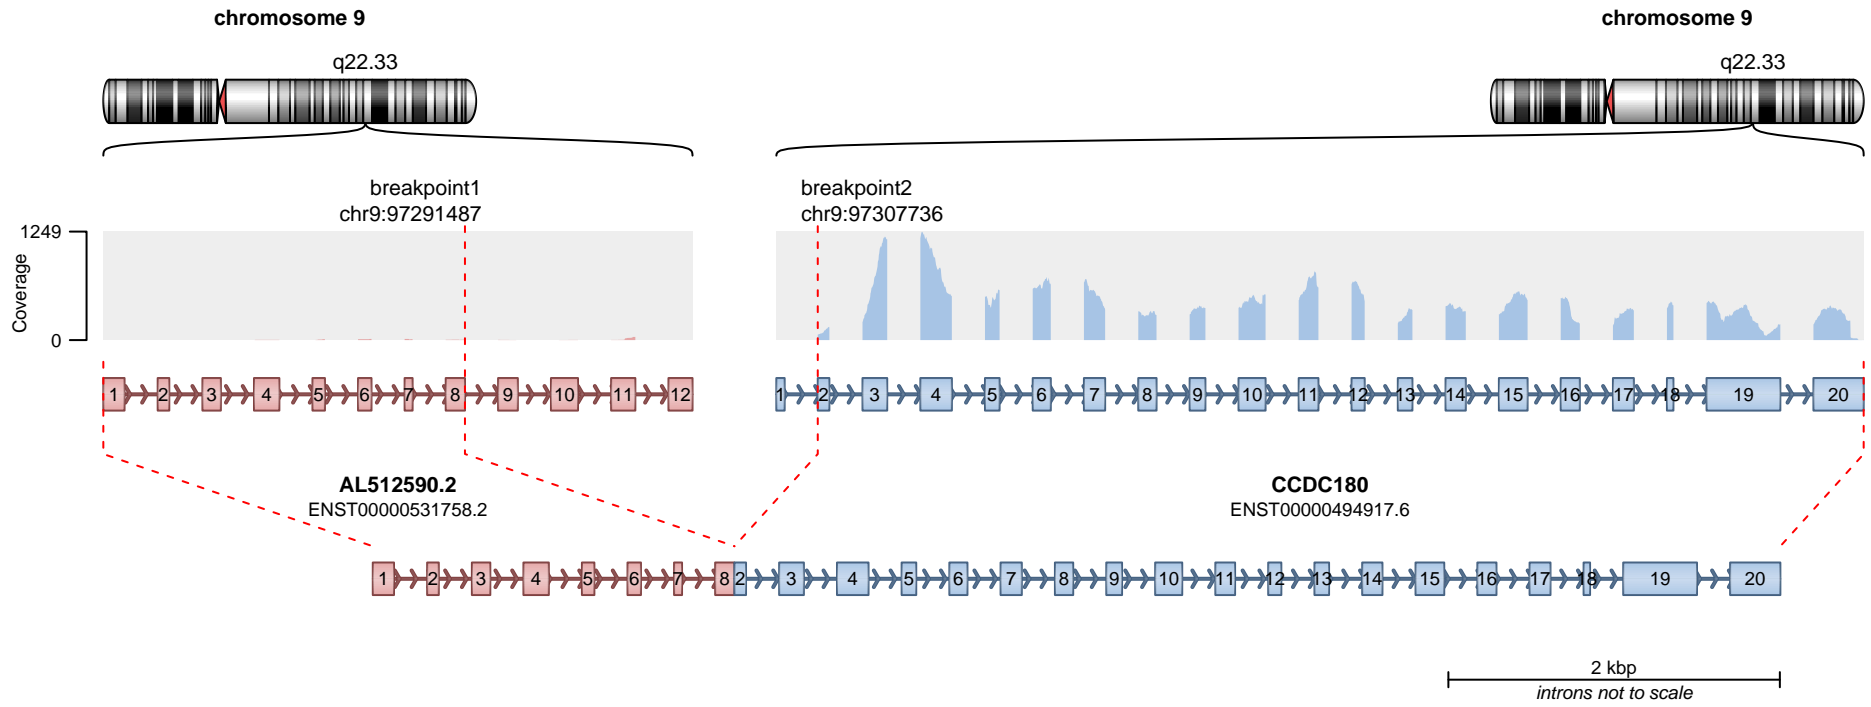 chromosome 9
chromosome 9
q22.33
q22.33
breakpoint1
chr9:97291487
breakpoint2
chr9:97307736
1249
Coverage
0
1 2 3 4 5 6 7 8 9 10 11 12
1 2 3 4 5 6 7 8 9 10 11 12 13 14 15 16 17 18 19 20
AL512590.2
ENST00000531758.2
CCDC180
ENST00000494917.6
1 2 3 4 5 6 7 8 2 3 4 5 6 7 8 9 10 11 12 13 14 15 16 17 18 19 20
2 kbp
introns not to scale